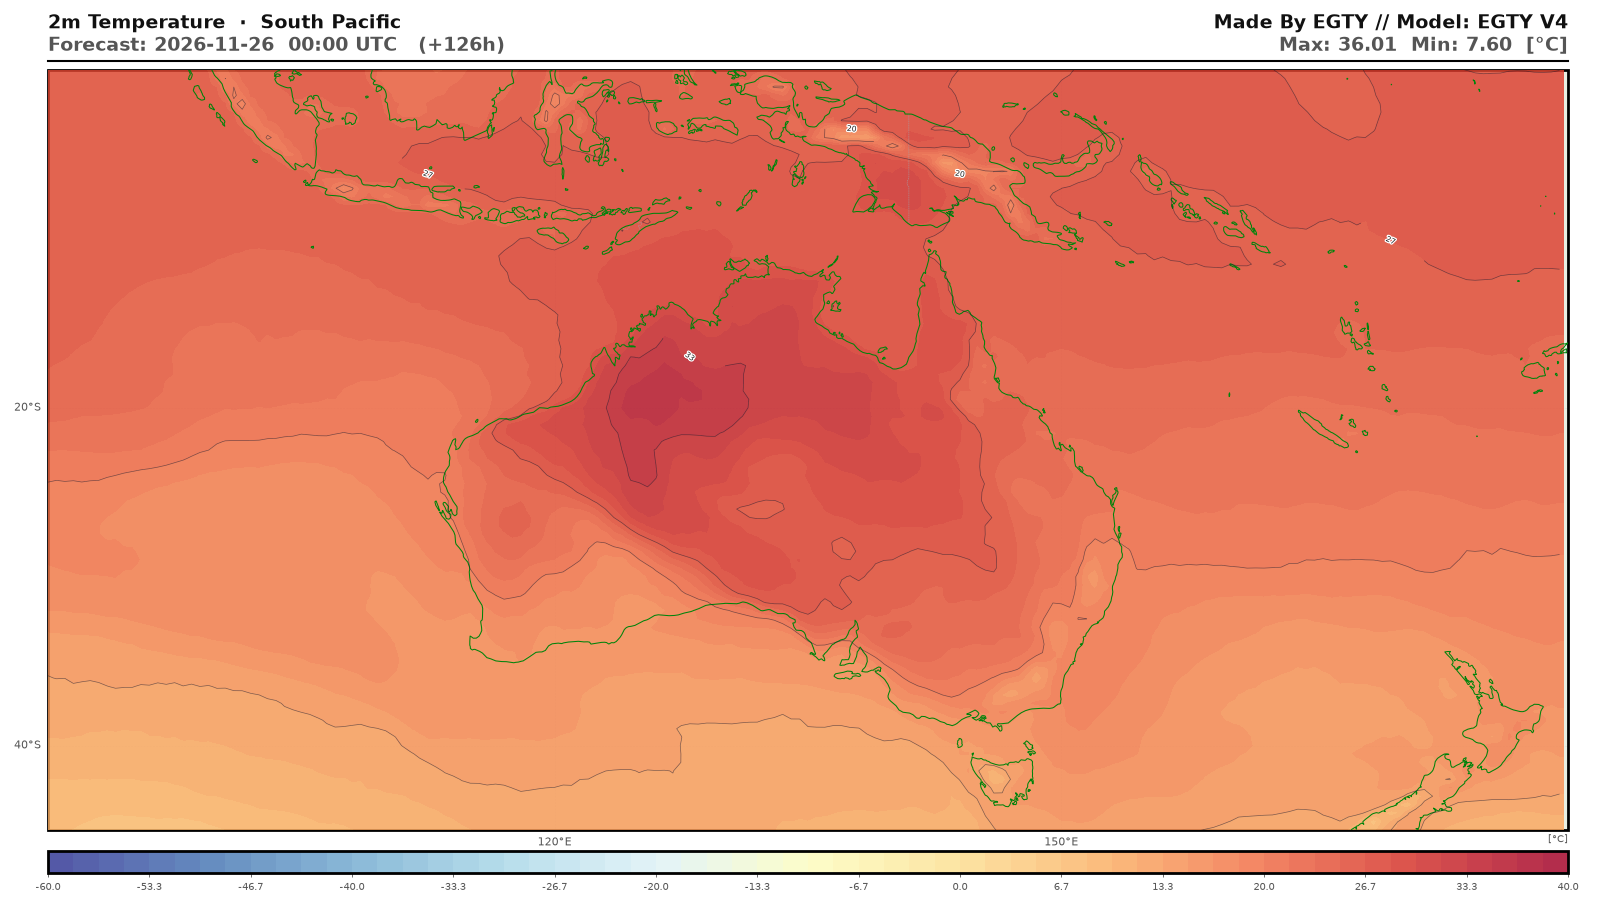 2m Temperature · South Pacific
Made By EGTY // Model: EGTY V4
Forecast: 2026-11-26 00:00 UTC (+126h)
Max: 36.01 Min: 7.60 [°C]
20
27
20
27
33
20°S
40°S
120°E
150°E
[°C]
-60.0 -53.3 -46.7 -40.0 -33.3 -26.7 -20.0 -13.3 -6.7 0.0 6.7 13.3 20.0 26.7 33.3 40.0